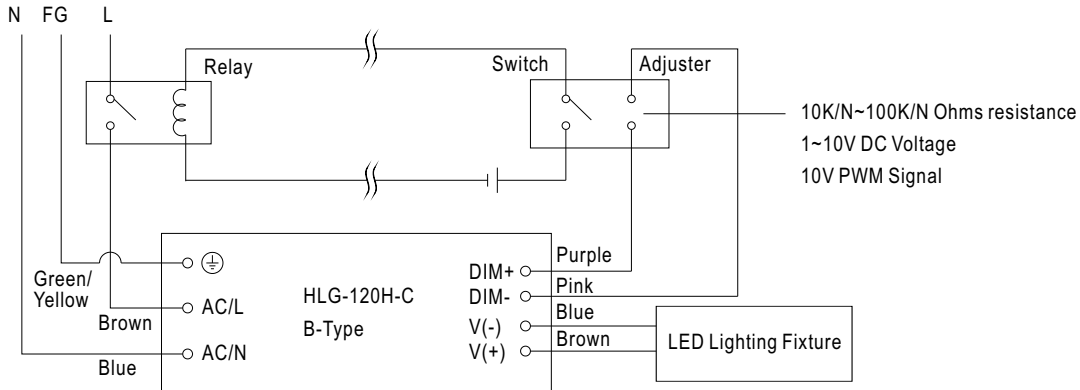 N FG L
Relay
Switch
Adjuster
10K/N~100K/N Ohms resistance
1~10V DC Voltage
10V PWM Signal
Green/
Yellow
Brown
Blue
AC/L
AC/N
HLG-120H-C
B-Type
DIM+
DIM-
V(-)
V(+)
Purple
Pink
Blue
Brown
LED Lighting Fixture